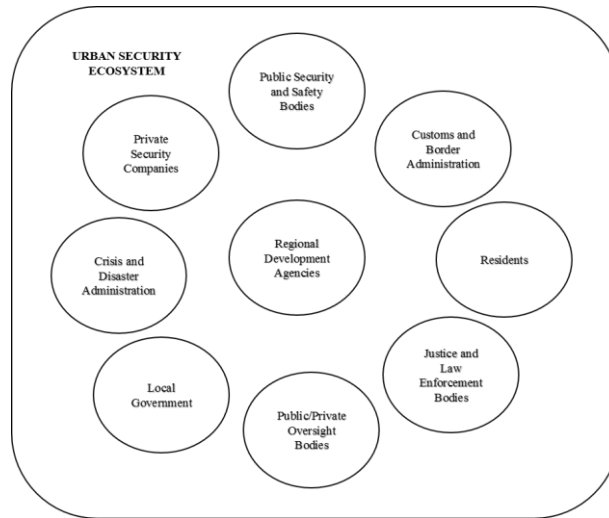 URBAN SECURITY
ECOSYSTEM
Public Security
and Safety
Bodies
Private
Security
Companies
Customs and
Border
Administration
Crisis and
Disaster
Administration
Regional
Development
Agencies
Residents
Local
Government
Public/Private
Oversight
Bodies
Justice and
Law
Enforcement
Bodies